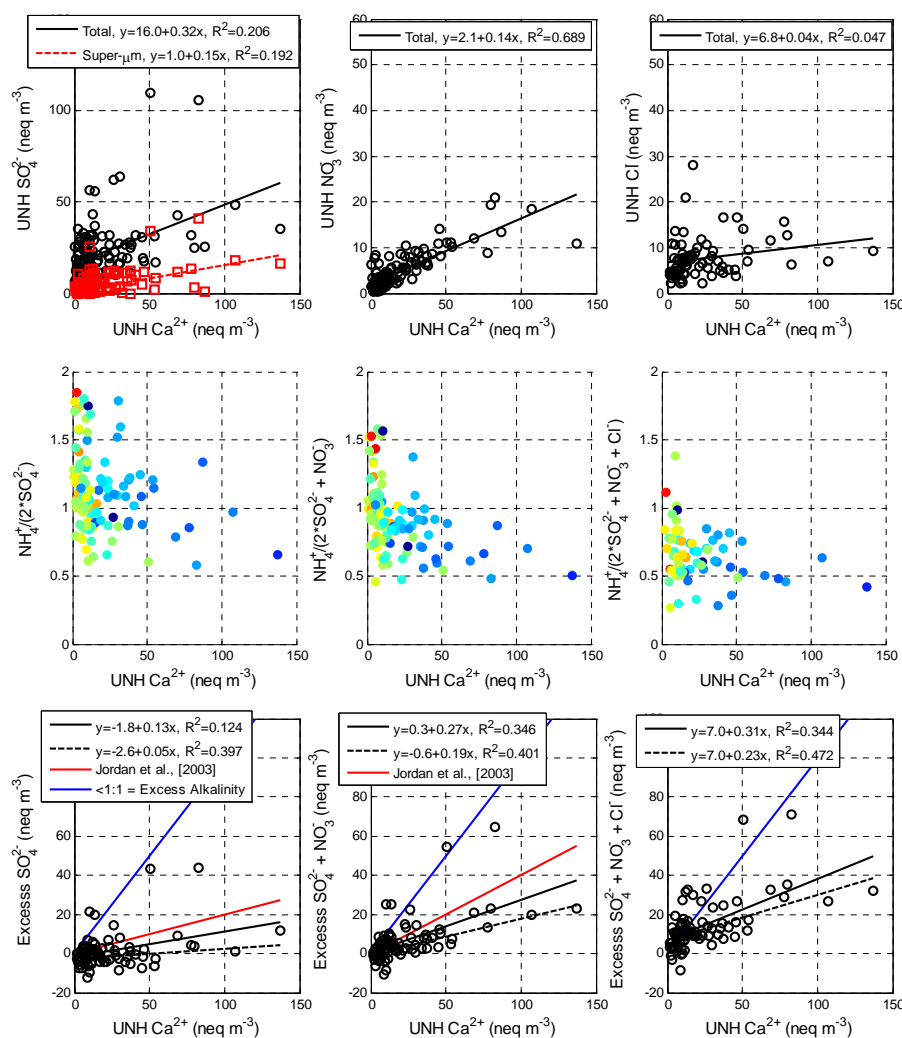 Total, y=16.0+0.32x, R²=0.206
Super-μm, y=1.0+0.15x, R²=0.192
UNH SO₄²⁻ (neq m⁻³)
100
50
0
0 50 100 150
UNH Ca²⁺ (neq m⁻³)
Total, y=2.1+0.14x, R²=0.689
UNH NO₃⁻ (neq m⁻³)
60
50
40
30
20
10
0
0 50 100 150
UNH Ca²⁺ (neq m⁻³)
Total, y=6.8+0.04x, R²=0.047
UNH Cl⁻ (neq m⁻³)
60
50
40
30
20
10
0
0 50 100 150
UNH Ca²⁺ (neq m⁻³)
NH₄⁺/(2*SO₄²⁻)
2
1.5
1
0.5
0
0 50 100 150
UNH Ca²⁺ (neq m⁻³)
NH₄⁺/(2*SO₄²⁻ + NO₃⁻)
2
1.5
1
0.5
0
0 50 100 150
UNH Ca²⁺ (neq m⁻³)
NH₄⁺/(2*SO₄²⁻ + NO₃⁻ + Cl⁻)
2
1.5
1
0.5
0
0 50 100 150
UNH Ca²⁺ (neq m⁻³)
y=-1.8+0.13x, R²=0.124
y=-2.6+0.05x, R²=0.397
Jordan et al., [2003]
<1:1 = Excess Alkalinity
Excesss SO₄²⁻ (neq m⁻³)
60
40
20
0
-20
0 50 100 150
UNH Ca²⁺ (neq m⁻³)
y=0.3+0.27x, R²=0.346
y=-0.6+0.19x, R²=0.401
Jordan et al., [2003]
Excesss SO₄²⁻ + NO₃⁻ (neq m⁻³)
80
60
40
20
0
-20
0 50 100 150
UNH Ca²⁺ (neq m⁻³)
y=7.0+0.31x, R²=0.344
y=7.0+0.23x, R²=0.472
Excesss SO₄²⁻ + NO₃⁻ + Cl⁻ (neq m⁻³)
80
60
40
20
0
-20
0 50 100 150
UNH Ca²⁺ (neq m⁻³)